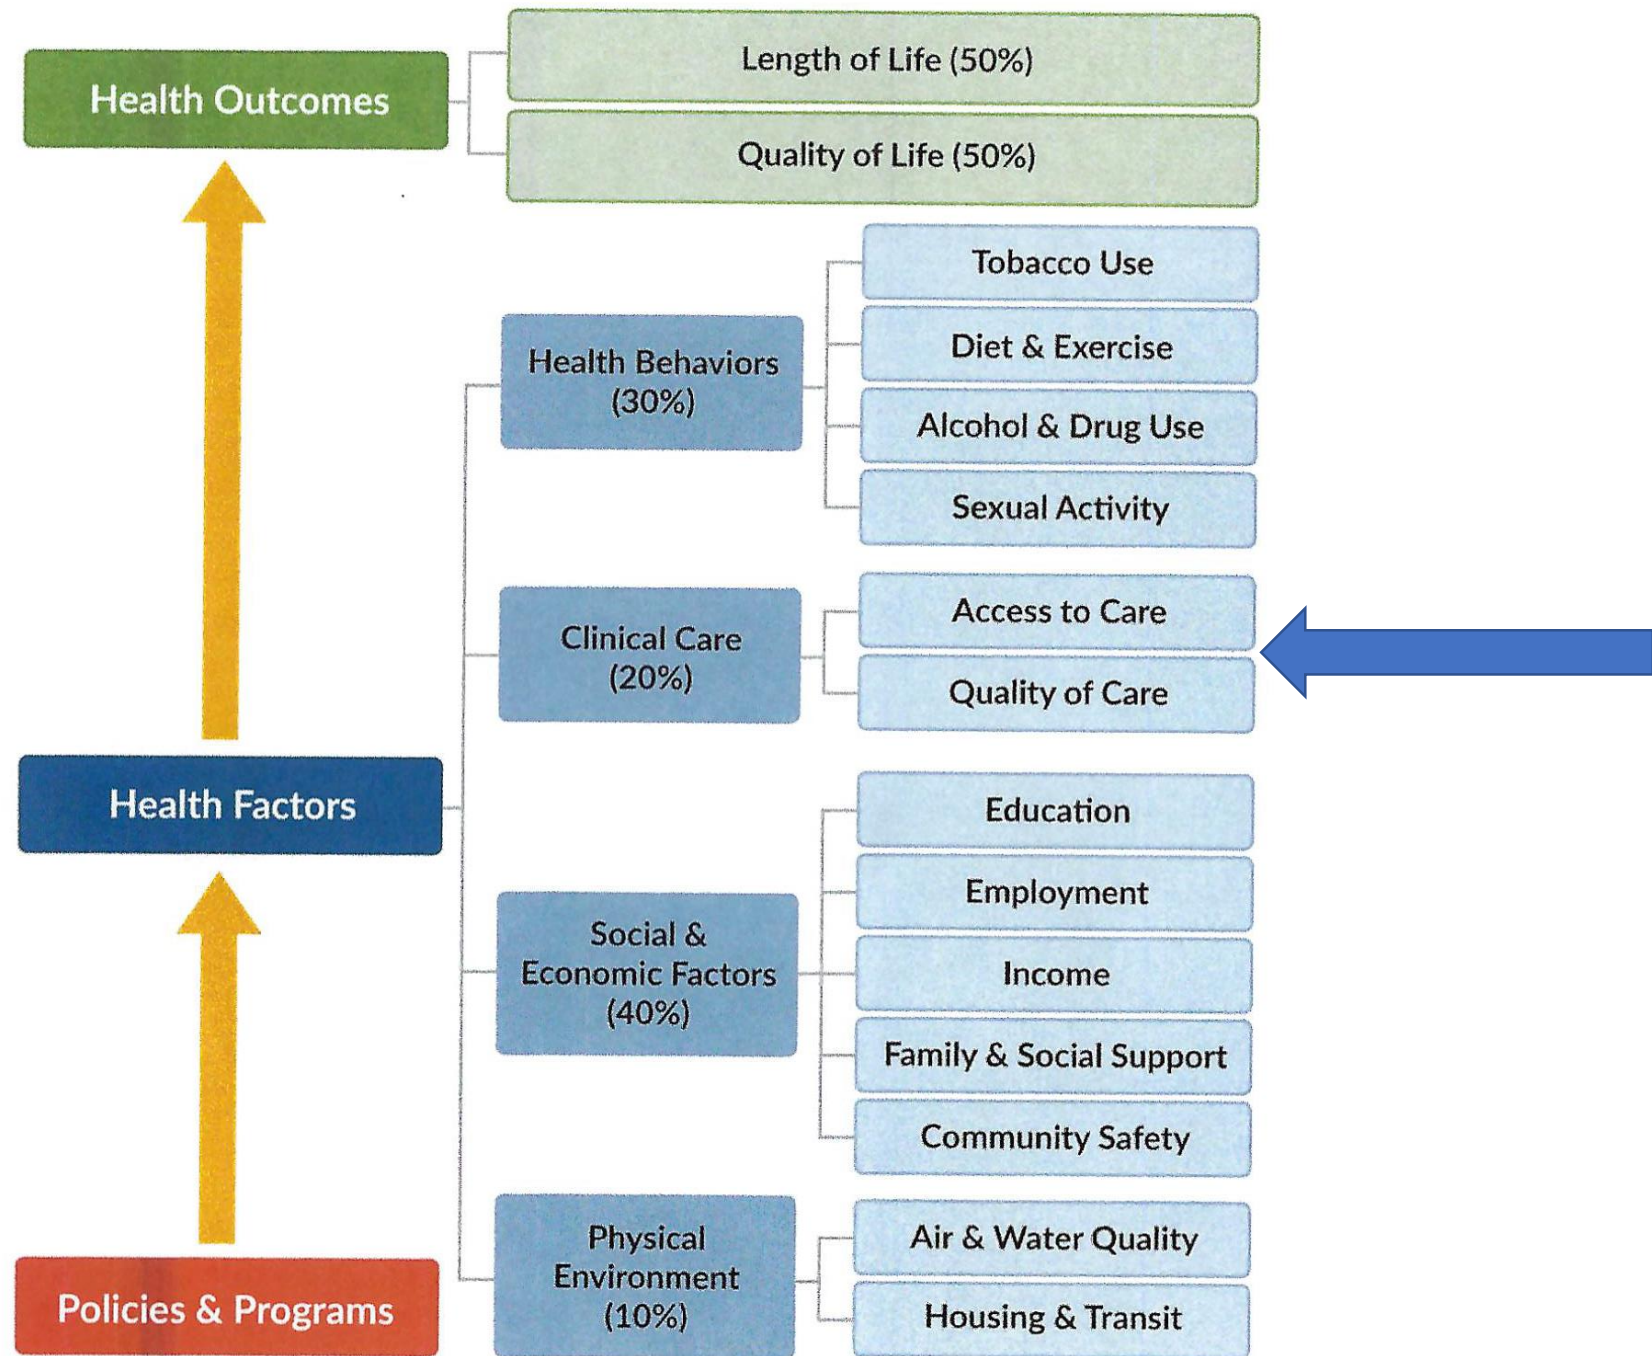 Health Outcomes
Length of Life (50%)
Quality of Life (50%)
Health Factors
Health Behaviors
(30%)
Tobacco Use
Diet & Exercise
Alcohol & Drug Use
Sexual Activity
Clinical Care
(20%)
Access to Care
Quality of Care
Social &
Economic Factors
(40%)
Education
Employment
Income
Family & Social Support
Community Safety
Physical
Environment
(10%)
Air & Water Quality
Housing & Transit
Policies & Programs